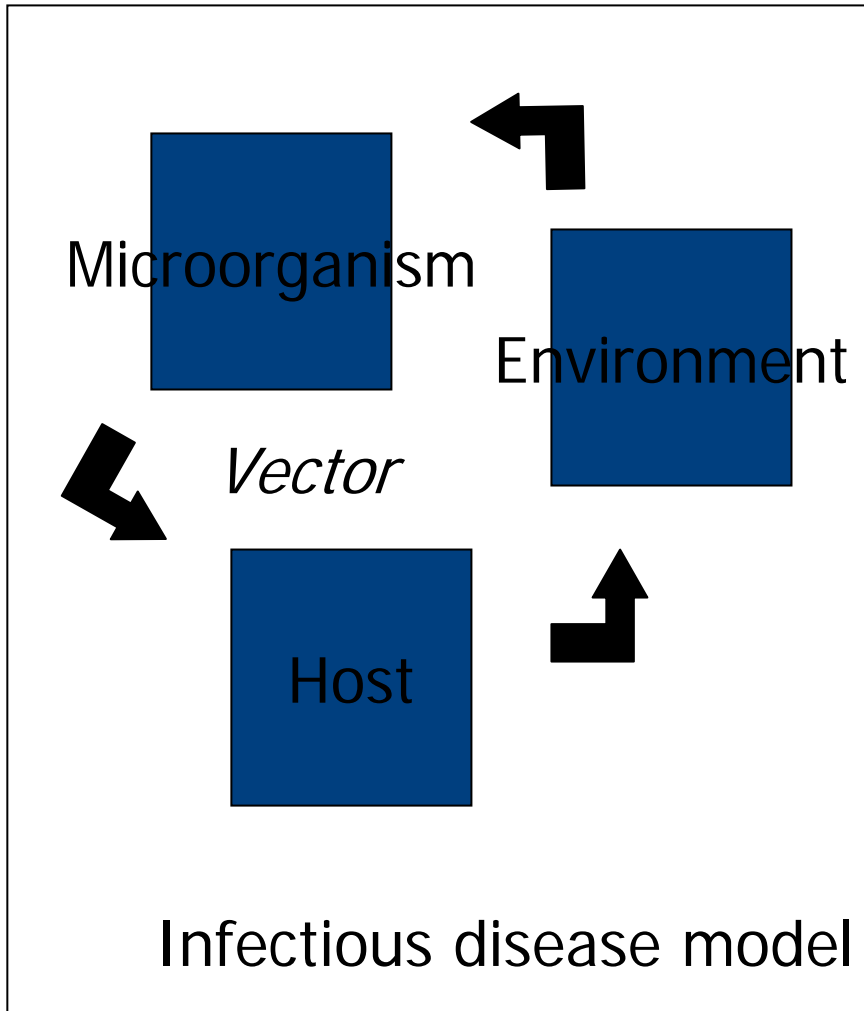 Microorganism
Environment
Vector
Host
Infectious disease model